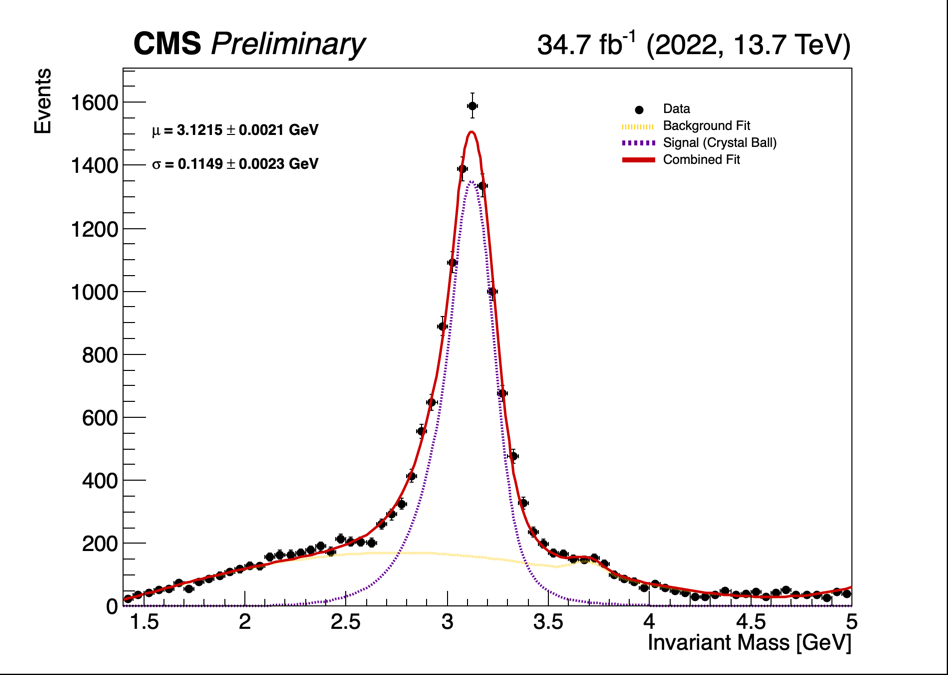 CMS Preliminary 34.7 fb⁻¹ (2022, 13.7 TeV)
Events
1600
1400
1200
1000
800
600
400
200
0
μ = 3.1215 ± 0.0021 GeV
σ = 0.1149 ± 0.0023 GeV
Data
Background Fit
Signal (Crystal Ball)
Combined Fit
1.5 2 2.5 3 3.5 4 4.5 5
Invariant Mass [GeV]